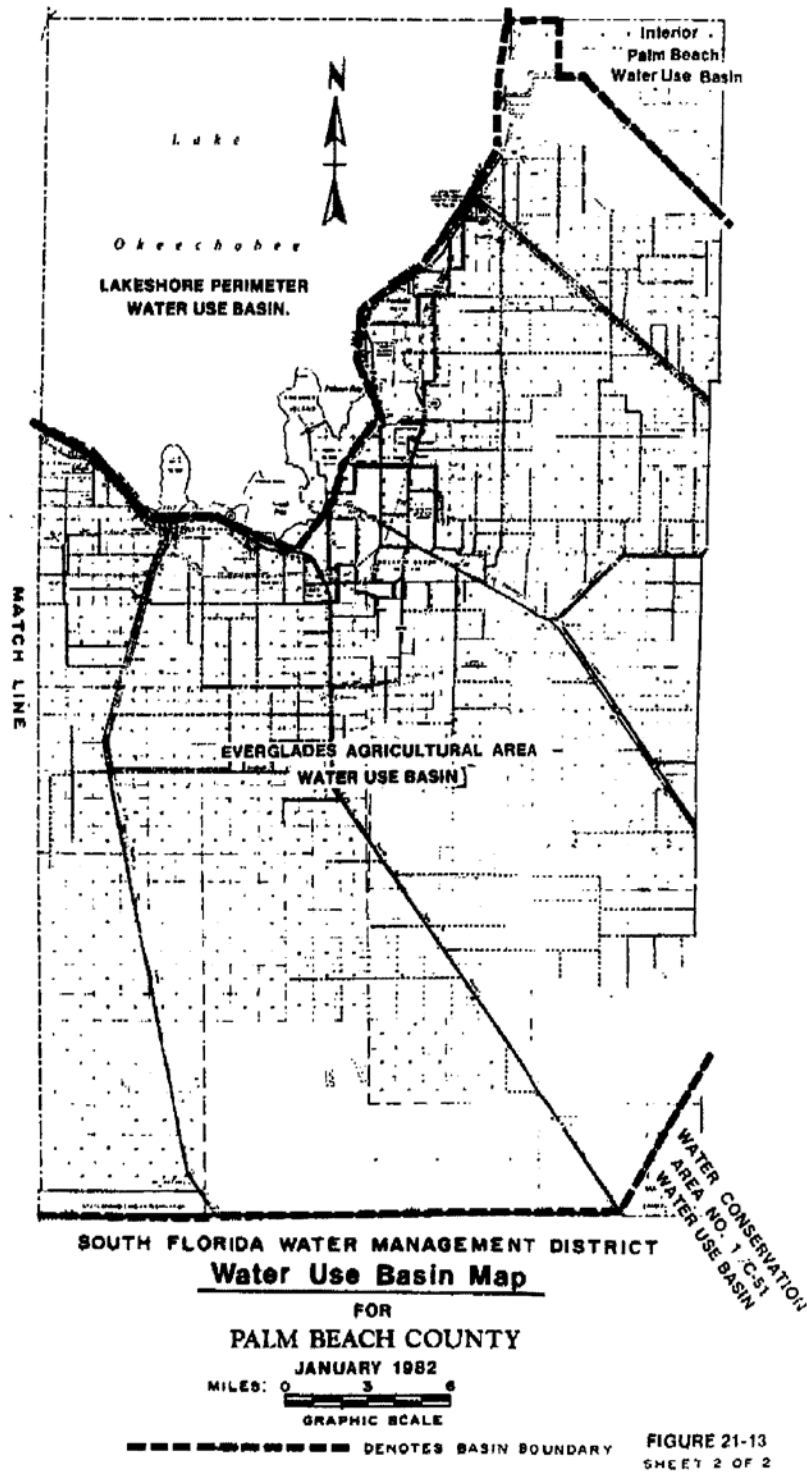 Interior
Palm Beach
Water Use Basin
N
Lake
Okeechobee
LAKESHORE PERIMETER
WATER USE BASIN.
MATCH LINE
EVERGLADES AGRICULTURAL AREA
WATER USE BASIN
WATER CONSERVATION
AREA NO. 1 /C-51
WATER USE BASIN
SOUTH FLORIDA WATER MANAGEMENT DISTRICT
Water Use Basin Map
FOR
PALM BEACH COUNTY
JANUARY 1982
MILES: 0 3 6
GRAPHIC SCALE
DENOTES BASIN BOUNDARY
FIGURE 21-13
SHEET 2 OF 2